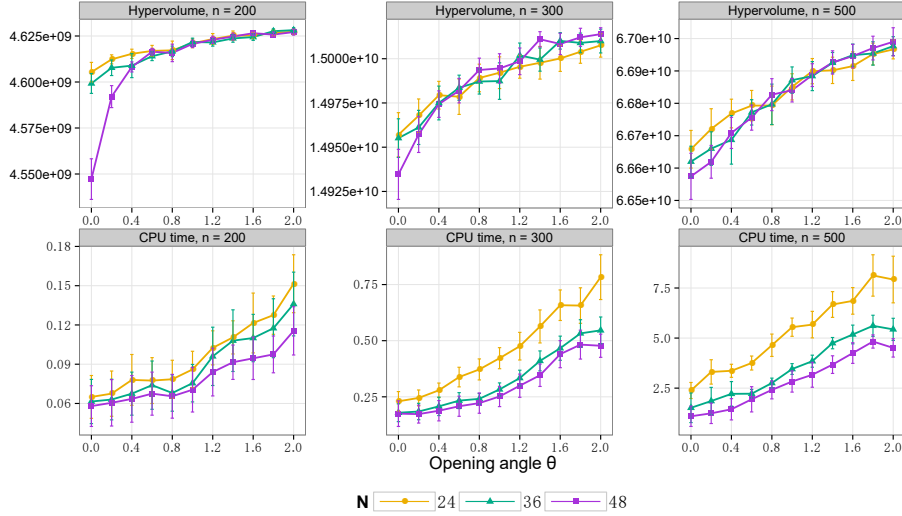 Hypervolume, n = 200
Hypervolume, n = 300
Hypervolume, n = 500
4.625e+09
4.600e+09
4.575e+09
4.550e+09
0.0 0.4 0.8 1.2 1.6 2.0
1.5000e+10
1.4975e+10
1.4950e+10
1.4925e+10
0.0 0.4 0.8 1.2 1.6 2.0
6.70e+10
6.69e+10
6.68e+10
6.67e+10
6.66e+10
6.65e+10
0.0 0.4 0.8 1.2 1.6 2.0
CPU time, n = 200
CPU time, n = 300
CPU time, n = 500
0.18
0.15
0.12
0.09
0.06
0.0 0.4 0.8 1.2 1.6 2.0
0.75
0.50
0.25
0.0 0.4 0.8 1.2 1.6 2.0
7.5
5.0
2.5
0.0 0.4 0.8 1.2 1.6 2.0
Opening angle θ
N 24 36 48